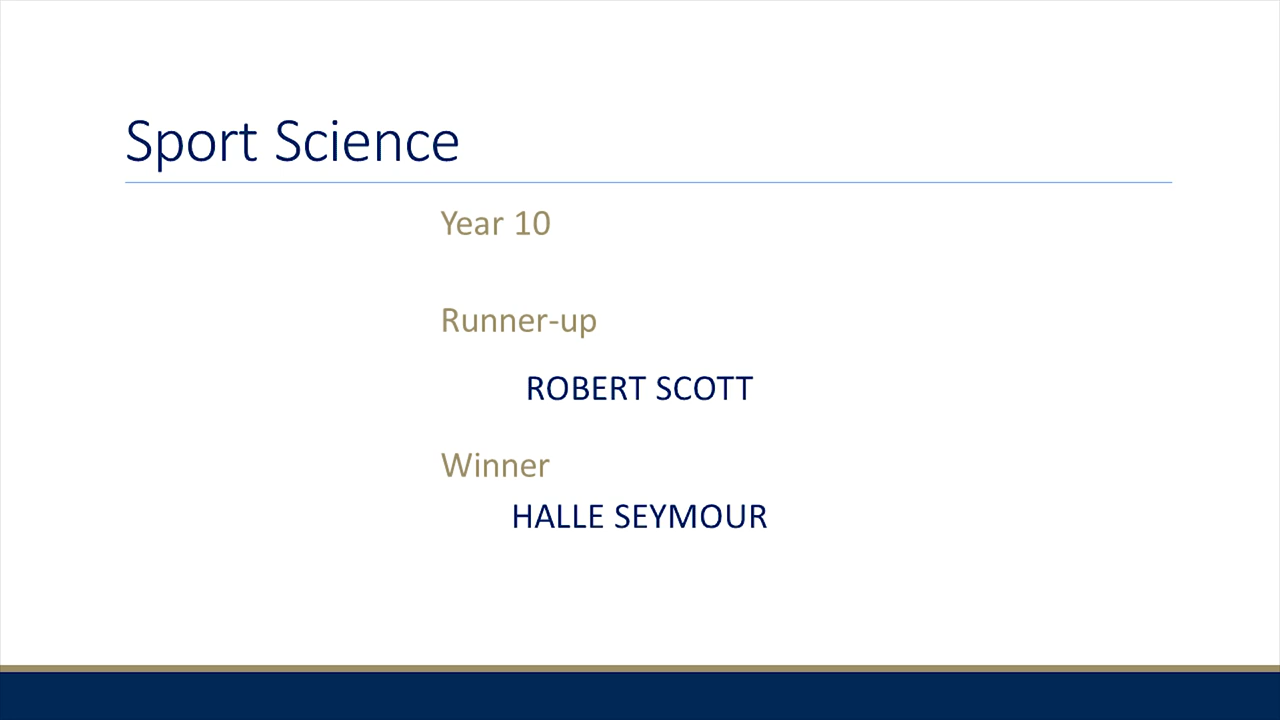 Sport Science
Year 10
Runner-up
ROBERT SCOTT
Winner
HALLE SEYMOUR